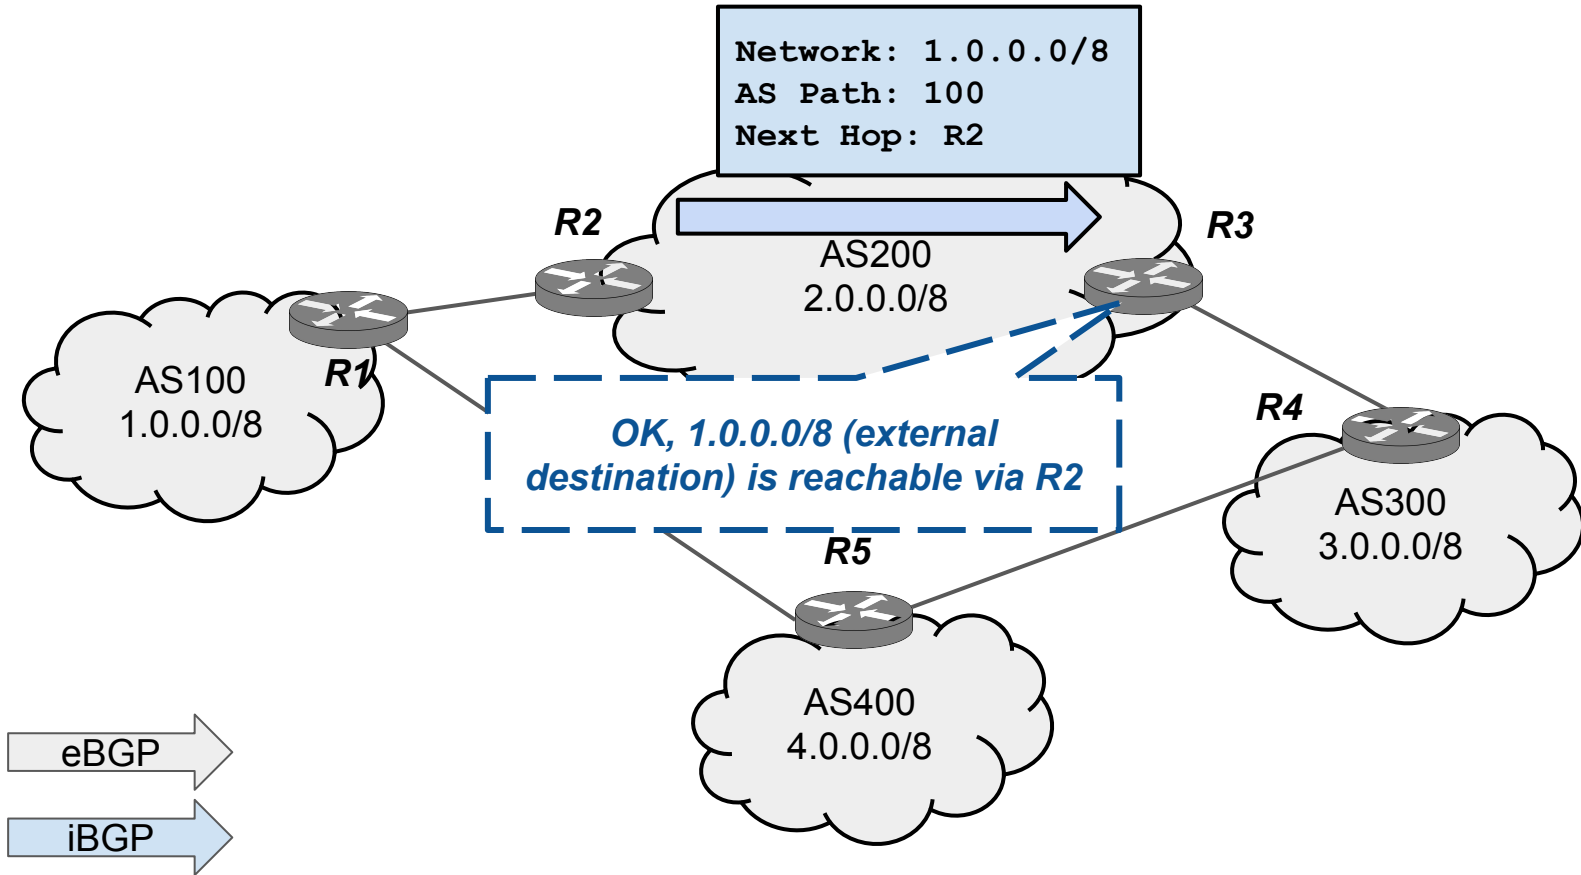 Network: 1.0.0.0/8
AS Path: 100
Next Hop: R2
R2
R3
AS200
2.0.0.0/8
R1
AS100
1.0.0.0/8
OK, 1.0.0.0/8 (external
destination) is reachable via R2
R4
AS300
3.0.0.0/8
R5
AS400
4.0.0.0/8
eBGP
iBGP